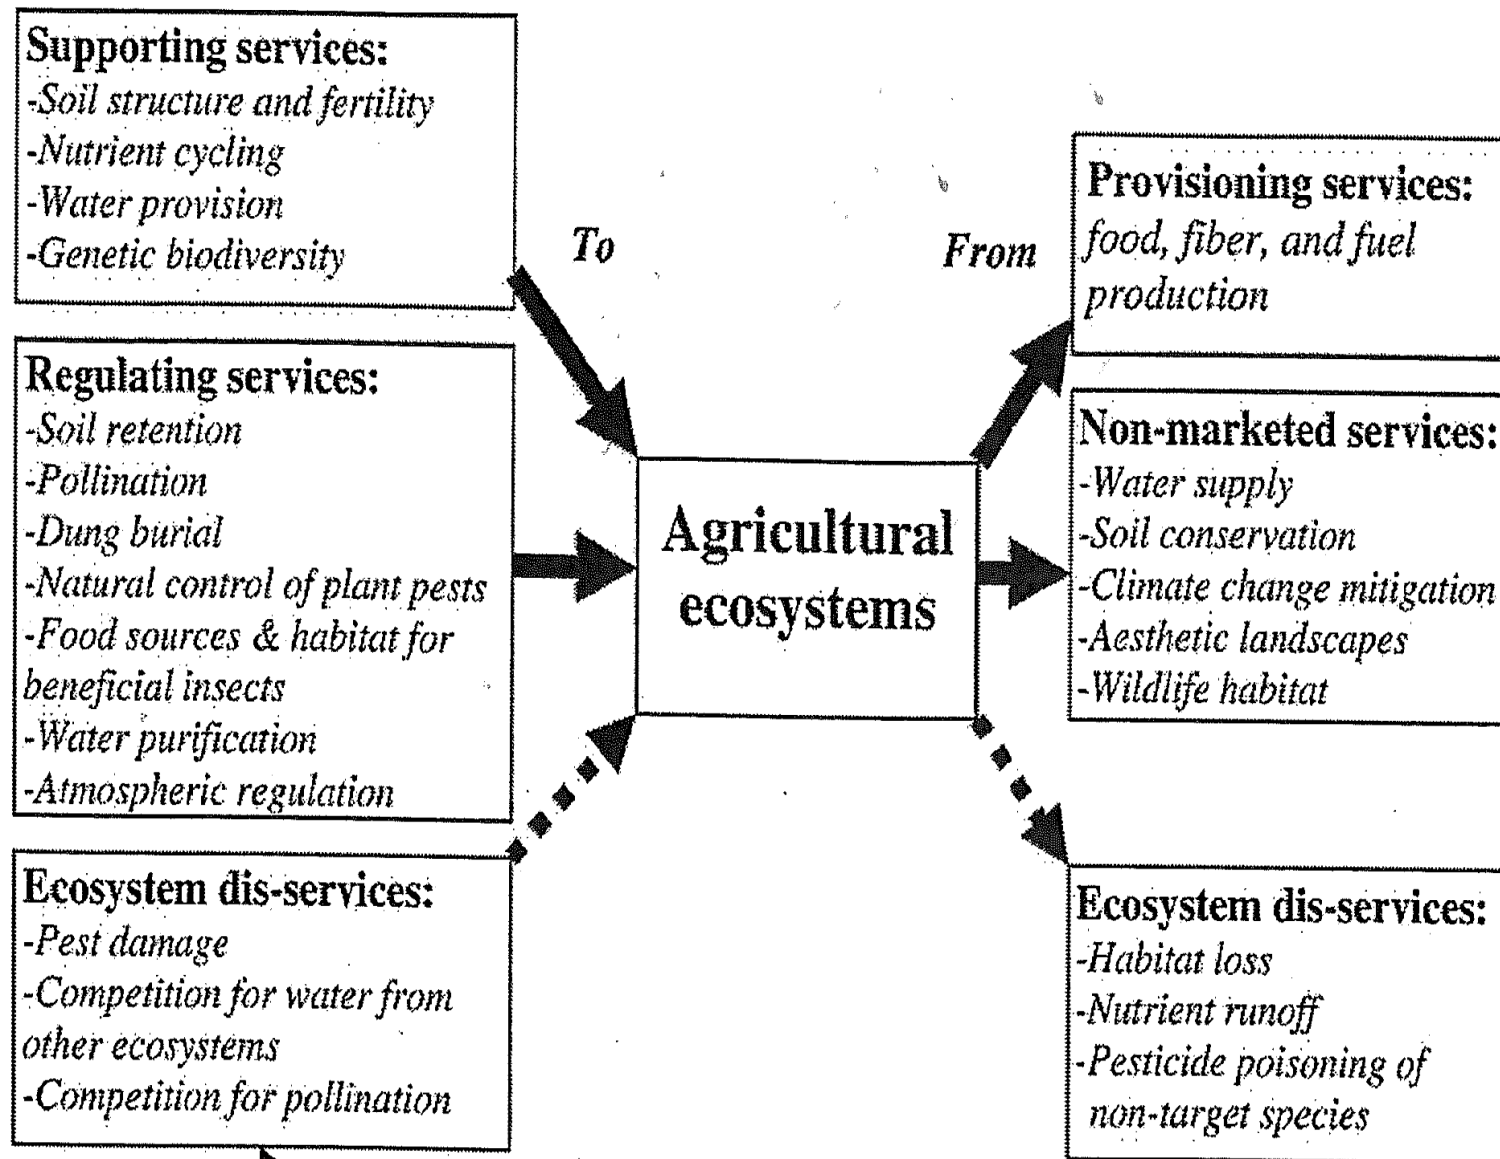 Supporting services:
-Soil structure and fertility
-Nutrient cycling
-Water provision
-Genetic biodiversity
Regulating services:
-Soil retention
-Pollination
-Dung burial
-Natural control of plant pests
-Food sources & habitat for
beneficial insects
-Water purification
-Atmospheric regulation
Ecosystem dis-services:
-Pest damage
-Competition for water from
other ecosystems
-Competition for pollination
To
Agricultural
ecosystems
From
Provisioning services:
food, fiber, and fuel
production
Non-marketed services:
-Water supply
-Soil conservation
-Climate change mitigation
-Aesthetic landscapes
-Wildlife habitat
Ecosystem dis-services:
-Habitat loss
-Nutrient runoff
-Pesticide poisoning of
non-target species